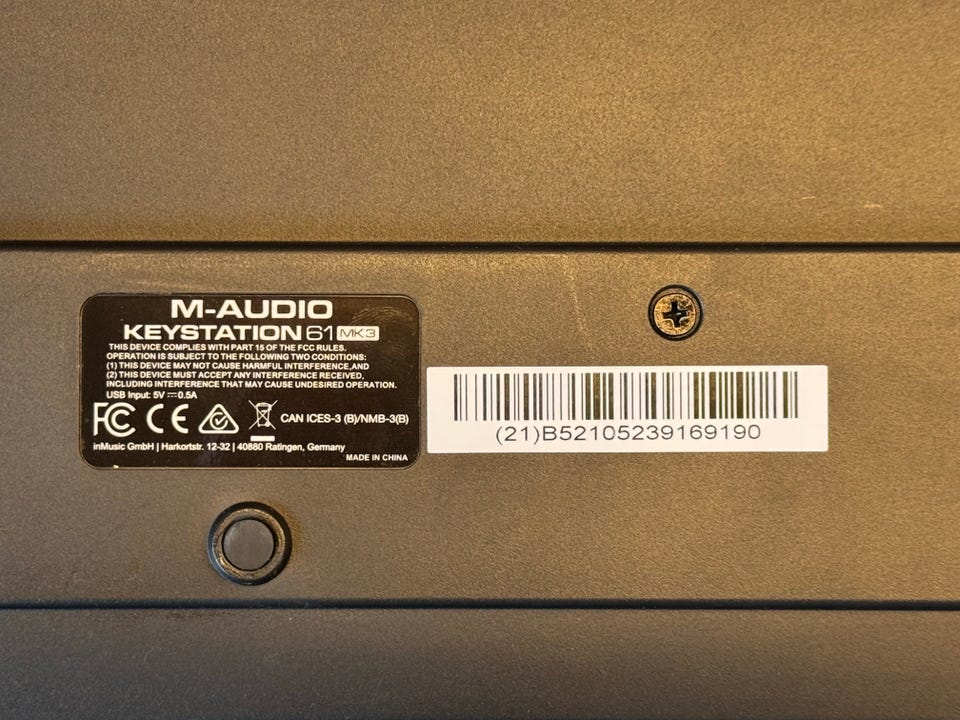 M-AUDIO
KEYSTATION 61 MK3
THIS DEVICE COMPLIES WITH PART 15 OF THE FCC RULES.
OPERATION IS SUBJECT TO THE FOLLOWING TWO CONDITIONS:
(1) THIS DEVICE MAY NOT CAUSE HARMFUL INTERFERENCE,AND
(2) THIS DEVICE MUST ACCEPT ANY INTERFERENCE RECEIVED,
INCLUDING INTERFERENCE THAT MAY CAUSE UNDESIRED OPERATION.
USB Input: 5V ⎓ 0.5A
FC CE CAN ICES-3 (B)/NMB-3(B)
inMusic GmbH | Harkortstr. 12-32 | 40880 Ratingen, Germany
MADE IN CHINA
(21)B52105239169190